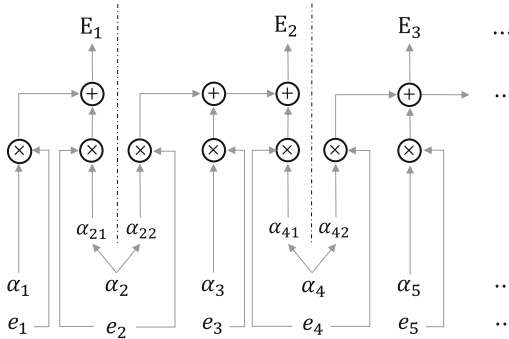 E₁ E₂ E₃ ...
+ + + + ..
× × × × × ×
α₂₁ α₂₂ α₄₁ α₄₂
α₁ α₂ α₃ α₄ α₅ ..
e₁ e₂ e₃ e₄ e₅ ..